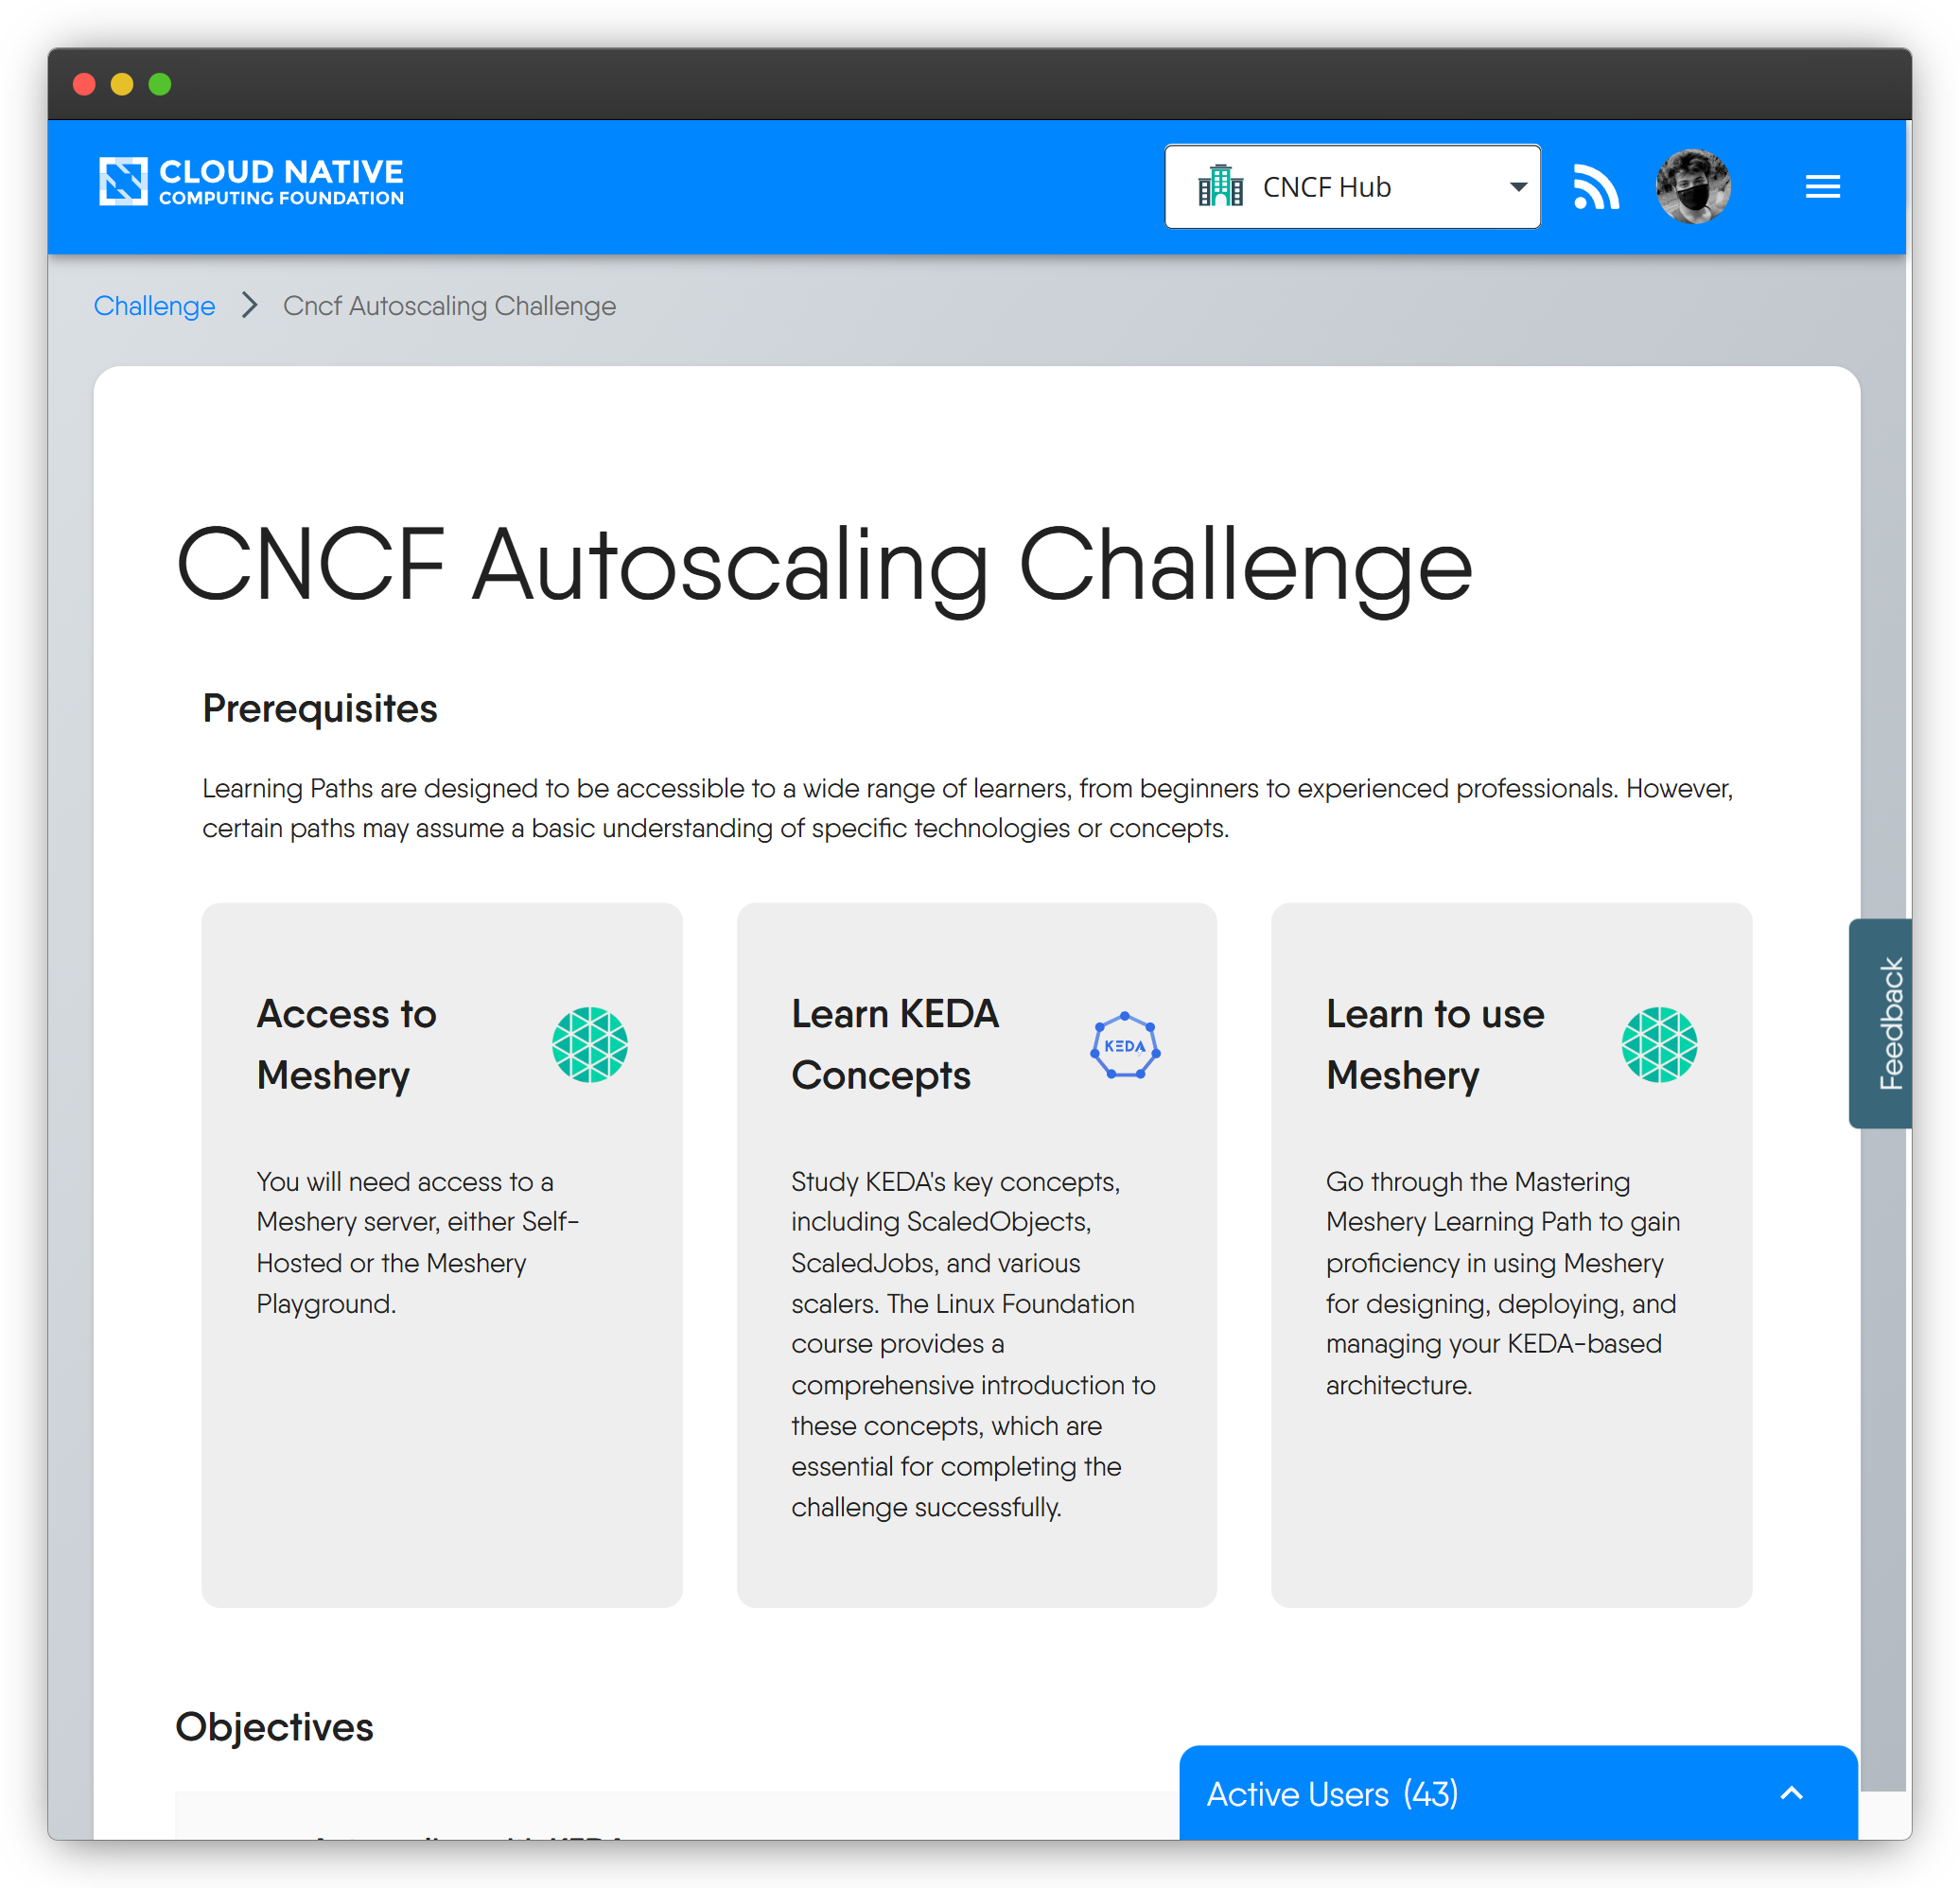 CLOUD NATIVE
COMPUTING FOUNDATION
CNCF Hub
Challenge
Cncf Autoscaling Challenge
CNCF Autoscaling Challenge
Prerequisites
Learning Paths are designed to be accessible to a wide range of learners, from beginners to experienced professionals. However,
certain paths may assume a basic understanding of specific technologies or concepts.
Access to
Meshery
You will need access to a
Meshery server, either Self-
Hosted or the Meshery
Playground.
Learn KEDA
Concepts
KEDA
Study KEDA's key concepts,
including ScaledObjects,
ScaledJobs, and various
scalers. The Linux Foundation
course provides a
comprehensive introduction to
these concepts, which are
essential for completing the
challenge successfully.
Learn to use
Meshery
Go through the Mastering
Meshery Learning Path to gain
proficiency in using Meshery
for designing, deploying, and
managing your KEDA-based
architecture.
Feedback
Objectives
Active Users (43)